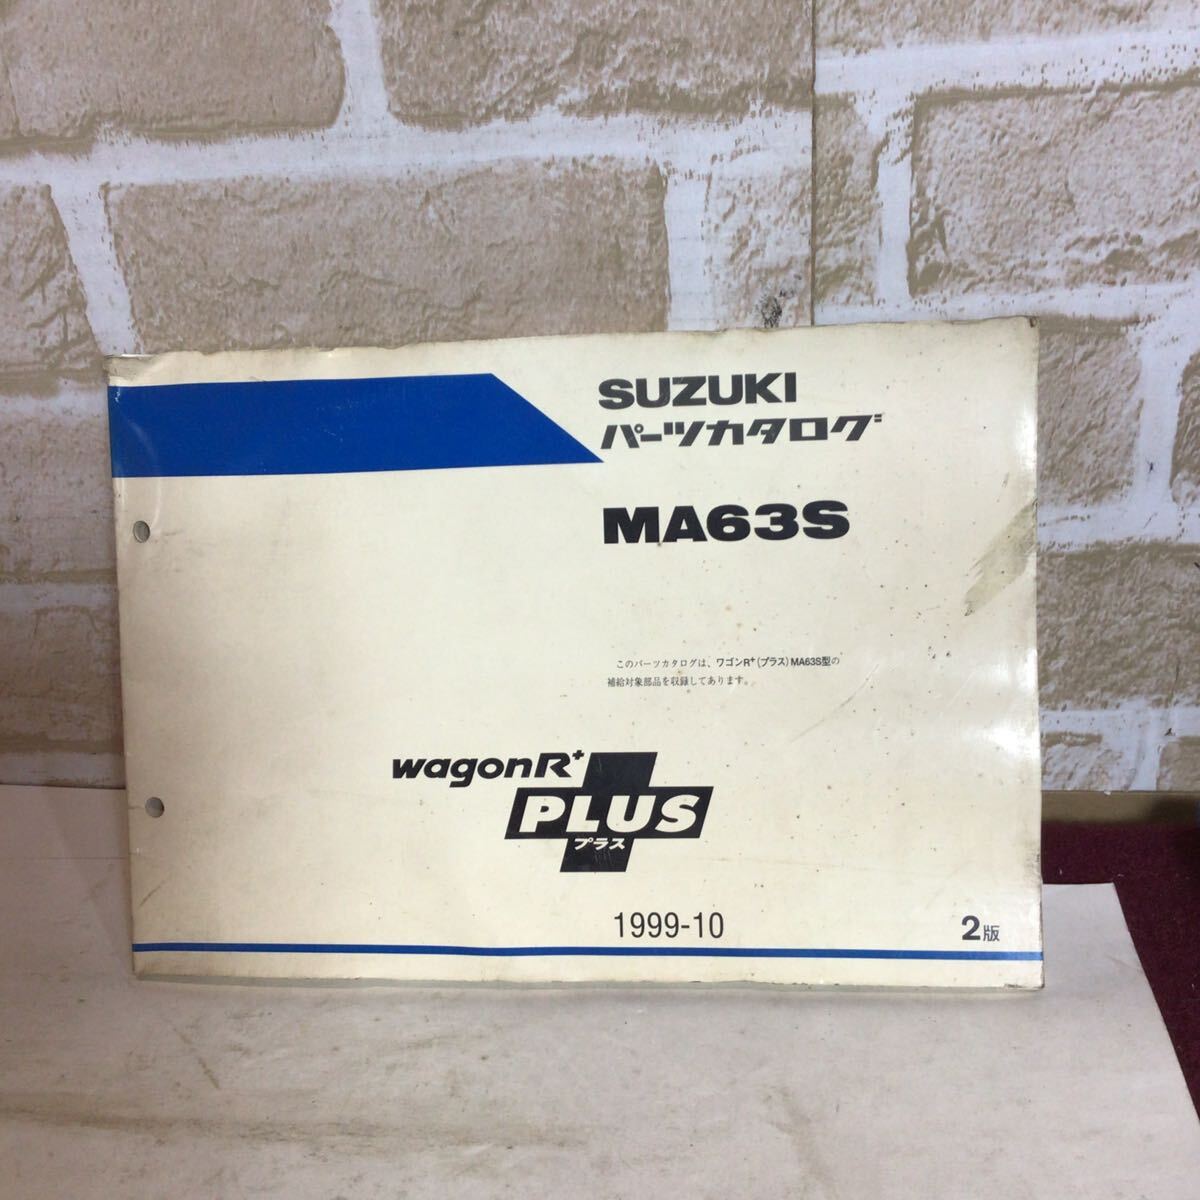 SUZUKI
パーツカタログ
MA63S
このパーツカタログは、ワゴンR⁺(プラス)MA63S型の
補給対象部品を収録してあります。
wagonR⁺
PLUS
プラス
1999-10
2版